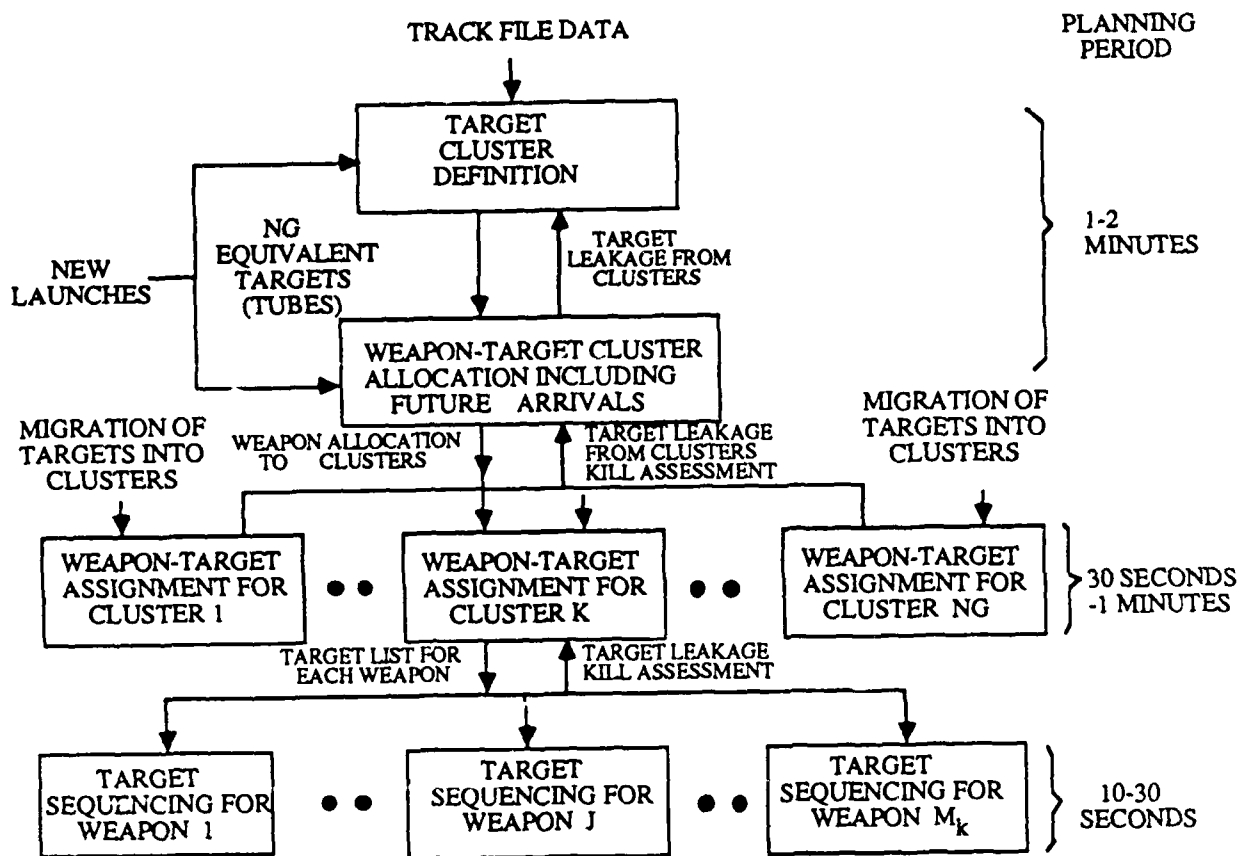 TRACK FILE DATA
PLANNING
PERIOD
TARGET
CLUSTER
DEFINITION
1-2
MINUTES
NEW
LAUNCHES
NG
EQUIVALENT
TARGETS
(TUBES)
TARGET
LEAKAGE FROM
CLUSTERS
WEAPON-TARGET CLUSTER
ALLOCATION INCLUDING
FUTURE ARRIVALS
MIGRATION OF
TARGETS INTO
CLUSTERS
WEAPON ALLOCATION
TO CLUSTERS
TARGET LEAKAGE
FROM CLUSTERS
KILL ASSESSMENT
MIGRATION OF
TARGETS INTO
CLUSTERS
WEAPON-TARGET
ASSIGNMENT FOR
CLUSTER 1
WEAPON-TARGET
ASSIGNMENT FOR
CLUSTER K
WEAPON-TARGET
ASSIGNMENT FOR
CLUSTER NG
30 SECONDS
-1 MINUTES
TARGET LIST FOR
EACH WEAPON
TARGET LEAKAGE
KILL ASSESSMENT
TARGET
SEQUENCING FOR
WEAPON 1
TARGET
SEQUENCING FOR
WEAPON J
TARGET
SEQUENCING FOR
WEAPON Mk
10-30
SECONDS